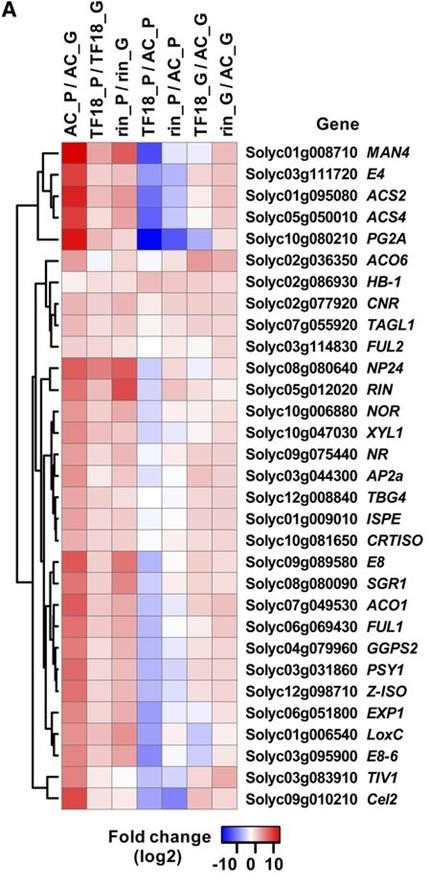 A
AC_P / AC_G
TF18_P / TF18_G
rin_P / rin_G
TF18_P / AC_P
rin_P / AC_P
TF18_G / AC_G
rin_G / AC_G
Gene
Solyc01g008710 MAN4
Solyc03g111720 E4
Solyc01g095080 ACS2
Solyc05g050010 ACS4
Solyc10g080210 PG2A
Solyc02g036350 ACO6
Solyc02g086930 HB-1
Solyc02g077920 CNR
Solyc07g055920 TAGL1
Solyc03g114830 FUL2
Solyc08g080640 NP24
Solyc05g012020 RIN
Solyc10g006880 NOR
Solyc10g047030 XYL1
Solyc09g075440 NR
Solyc03g044300 AP2a
Solyc12g008840 TBG4
Solyc01g009010 ISPE
Solyc10g081650 CRTISO
Solyc09g089580 E8
Solyc08g080090 SGR1
Solyc07g049530 ACO1
Solyc06g069430 FUL1
Solyc04g079960 GGPS2
Solyc03g031860 PSY1
Solyc12g098710 Z-ISO
Solyc06g051800 EXP1
Solyc01g006540 LoxC
Solyc03g095900 E8-6
Solyc03g083910 TIV1
Solyc09g010210 Cel2
Fold change
(log2)
-10 0 10